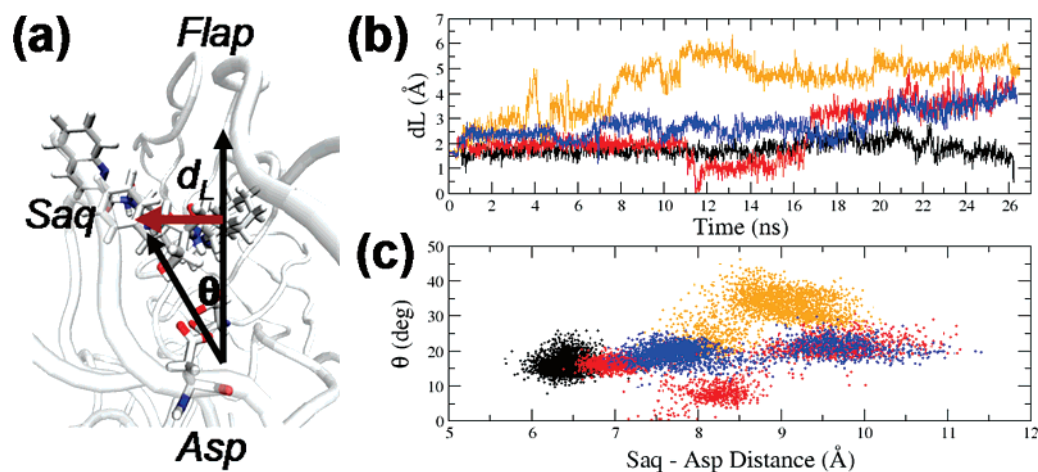 (a)
Flap
dL
Saq
θ
Asp
(b)
dL (Å)
7
6
5
4
3
2
1
0
0 2 4 6 8 10 12 14 16 18 20 22 24 26
Time (ns)
(c)
θ (deg)
50
40
30
20
10
0
5 6 7 8 9 10 11 12
Saq - Asp Distance (Å)